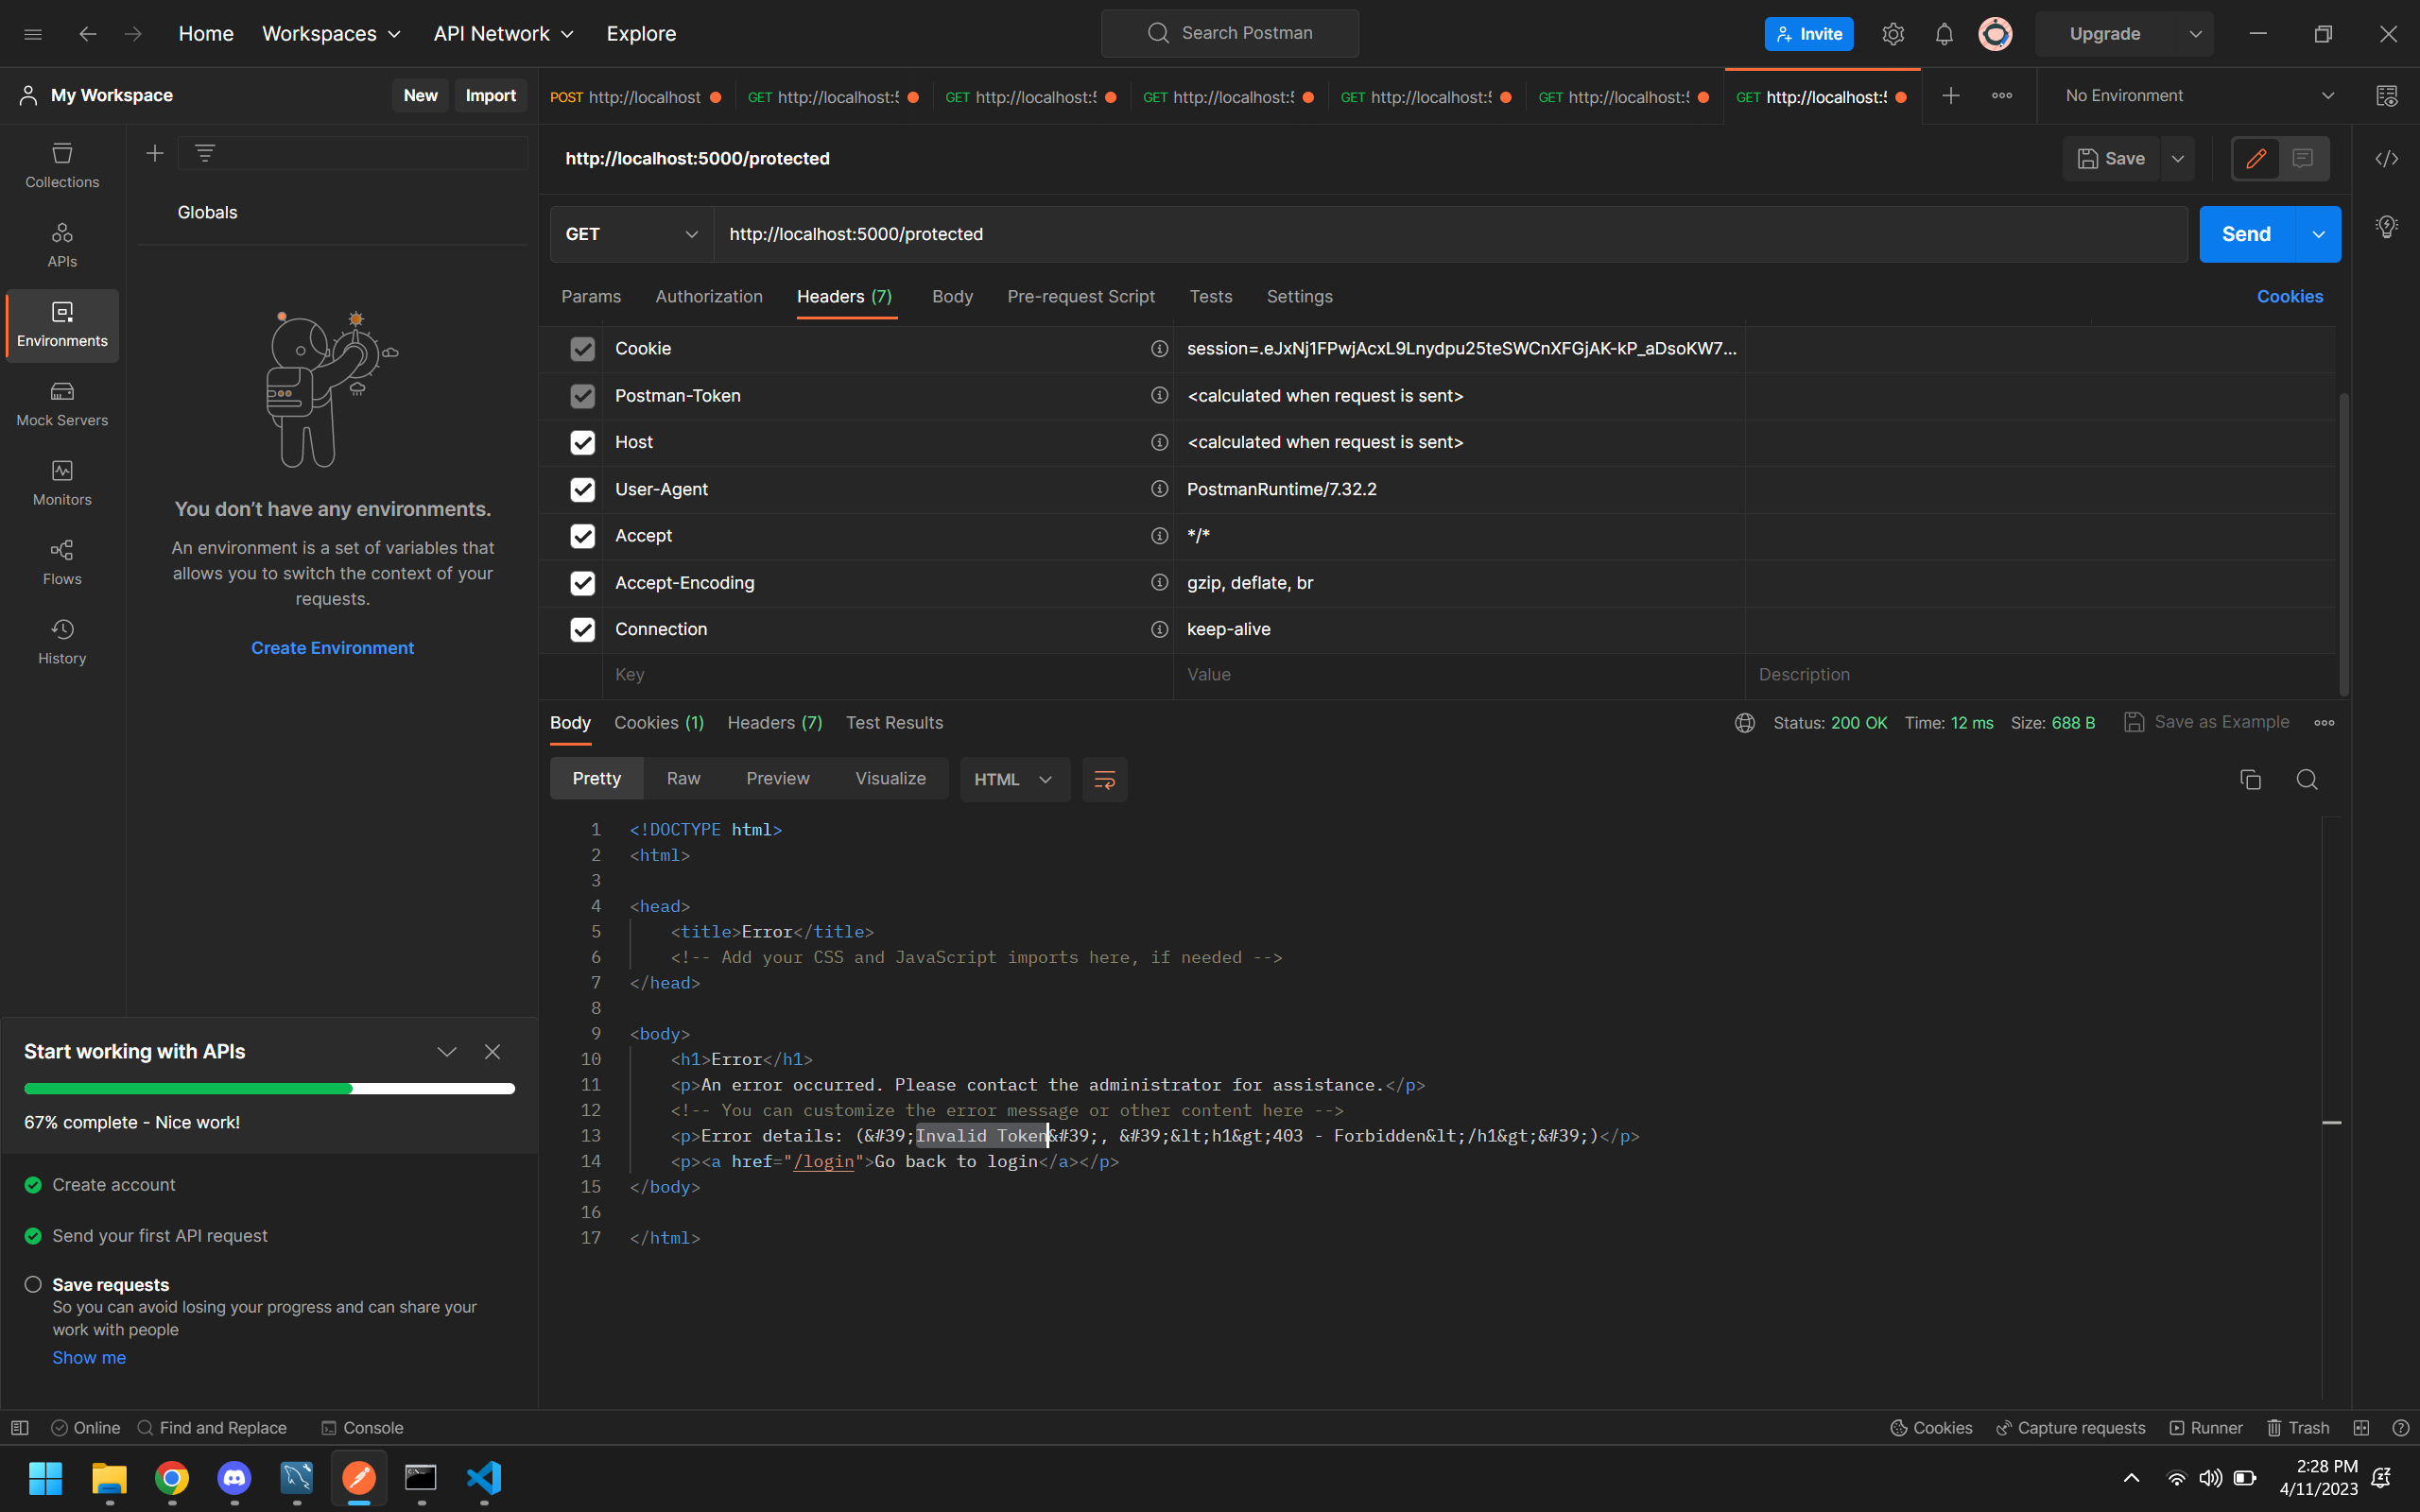 Home
Workspaces
API Network
Explore
Search Postman
Invite
Upgrade
My Workspace
New
Import
POST http://localhost
GET http://localhost:5
GET http://localhost:5
GET http://localhost:5
GET http://localhost:5
GET http://localhost:5
GET http://localhost:5
No Environment
Collections
APIs
Environments
Mock Servers
Monitors
Flows
History
Globals
You don’t have any environments.
An environment is a set of variables that
allows you to switch the context of your
requests.
Create Environment
http://localhost:5000/protected
Save
GET
http://localhost:5000/protected
Send
Params
Authorization
Headers (7)
Body
Pre-request Script
Tests
Settings
Cookies
Cookie session=.eJxNj1FPwjAcxL9Lnydpu25teSWCnXFGjAK-kP_aDsoKW7...
Postman-Token <calculated when request is sent>
Host <calculated when request is sent>
User-Agent PostmanRuntime/7.32.2
Accept */*
Accept-Encoding gzip, deflate, br
Connection keep-alive
Key Value Description
Body
Cookies (1)
Headers (7)
Test Results
Status: 200 OK Time: 12 ms Size: 688 B
Save as Example
Pretty
Raw
Preview
Visualize
HTML
1 <!DOCTYPE html>
2 <html>
3
4 <head>
5 <title>Error</title>
6 <!-- Add your CSS and JavaScript imports here, if needed -->
7 </head>
8
9 <body>
10 <h1>Error</h1>
11 <p>An error occurred. Please contact the administrator for assistance.</p>
12 <!-- You can customize the error message or other content here -->
13 <p>Error details: (&#39;Invalid Token&#39;, &#39;&lt;h1&gt;403 - Forbidden&lt;/h1&gt;&#39;)</p>
14 <p><a href="/login">Go back to login</a></p>
15 </body>
16
17 </html>
Start working with APIs
67% complete - Nice work!
Create account
Send your first API request
Save requests
So you can avoid losing your progress and can share your
work with people
Show me
Online
Find and Replace
Console
Cookies
Capture requests
Runner
Trash
2:28 PM
4/11/2023